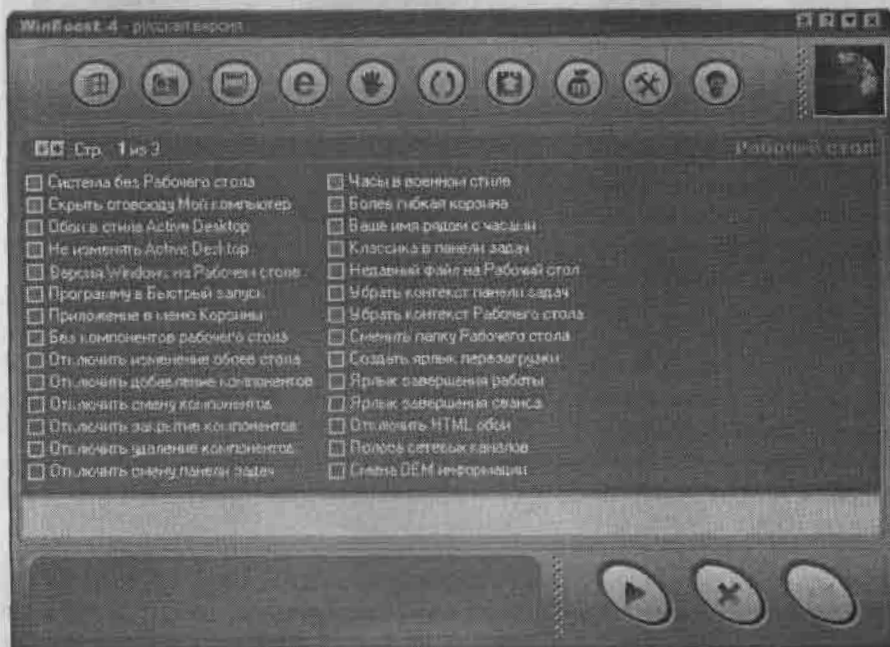 WinBoost 4 - русская версия
Стр. 1 из 3
Рабочий стол
Система без Рабочего стола
Скрыть отовсюду Мой компьютер
Обои в стиле Active Desktop
Не изменять Active Desktop
Версия Windows на Рабочем столе
Программу в Быстрый запуск
Приложение в меню Корзины
Без компонентов рабочего стола
Отключить изменение обоев стола
Отключить добавление компонентов
Отключить смену компонентов
Отключить закрытие компонентов
Отключить удаление компонентов
Отключить смену панели задач
Часы в военном стиле
Более гибкая корзина
Ваше имя рядом с часами
Классика в панели задач
Недавний файл на Рабочий стол
Убрать контекст панели задач
Убрать контекст Рабочего стола
Сменить папку Рабочего стола
Создать ярлык перезагрузки
Ярлык завершения работы
Ярлык завершения сеанса
Отключить HTML обои
Полоса сетевых каналов
Смена OEM информации